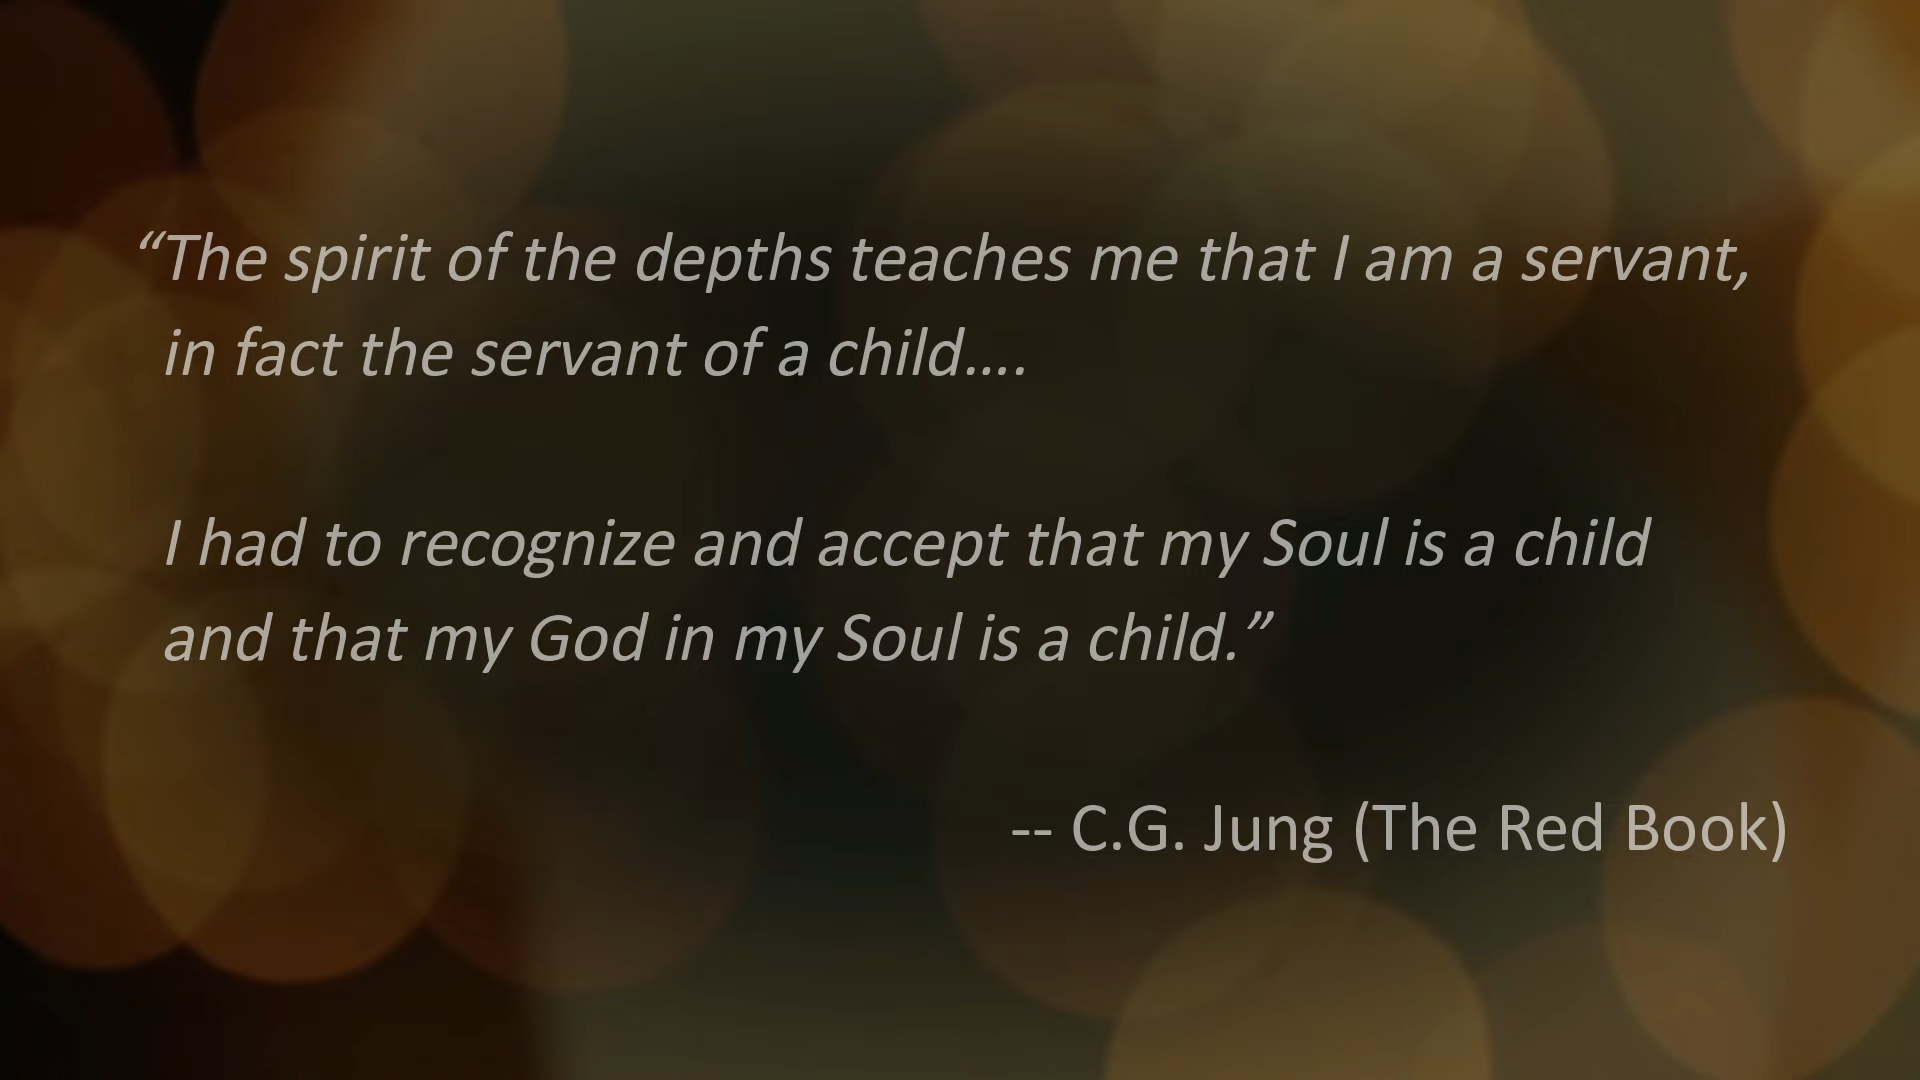 “The spirit of the depths teaches me that I am a servant,
in fact the servant of a child....
I had to recognize and accept that my Soul is a child
and that my God in my Soul is a child.”
-- C.G. Jung (The Red Book)